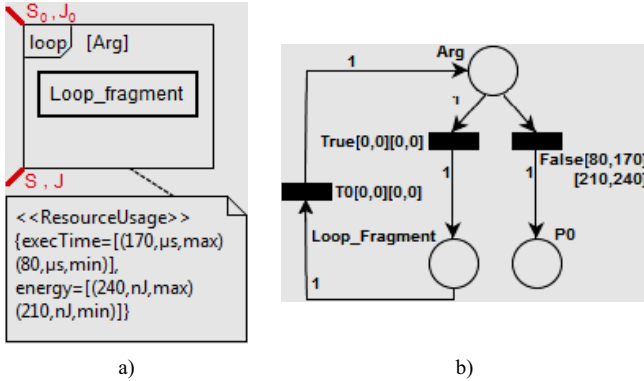 S₀ , J₀
loop [Arg]
Loop_fragment
S , J
<<ResourceUsage>>
{execTime=[(170,µs,max)
(80,µs,min)],
energy=[(240,nJ,max)
(210,nJ,min)]}
a)
Arg
1
1
True[0,0][0,0]
False[80,170]
[210,240]
1
1
T0[0,0][0,0]
Loop_Fragment
P0
1
b)